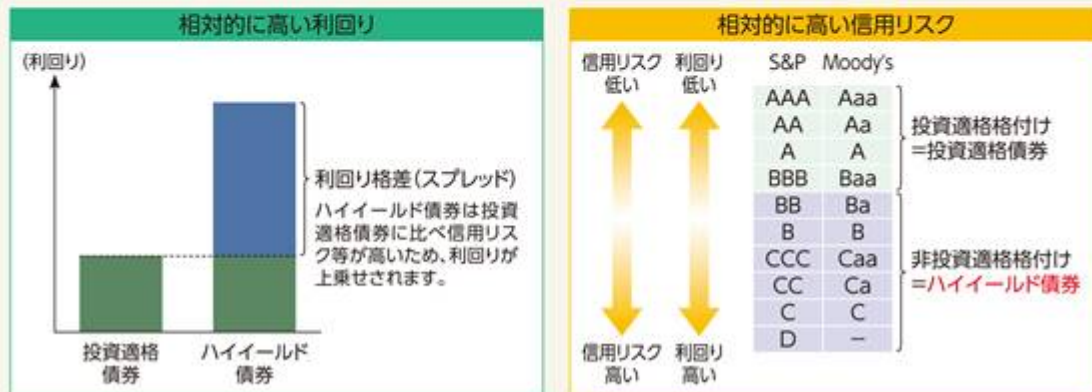 相対的に高い利回り
(利回り)
利回り格差(スプレッド)
ハイイールド債券は投資
適格債券に比べ信用リス
ク等が高いため、利回りが
上乗せされます。
投資適格
債券
ハイイールド
債券
相対的に高い信用リスク
信用リスク 利回り S&P Moody's
低い 低い
AAA Aaa
AA Aa
A A
BBB Baa
投資適格格付け
=投資適格債券
BB Ba
B B
CCC Caa
CC Ca
C C
D −
非投資適格格付け
=ハイイールド債券
信用リスク 利回り
高い 高い